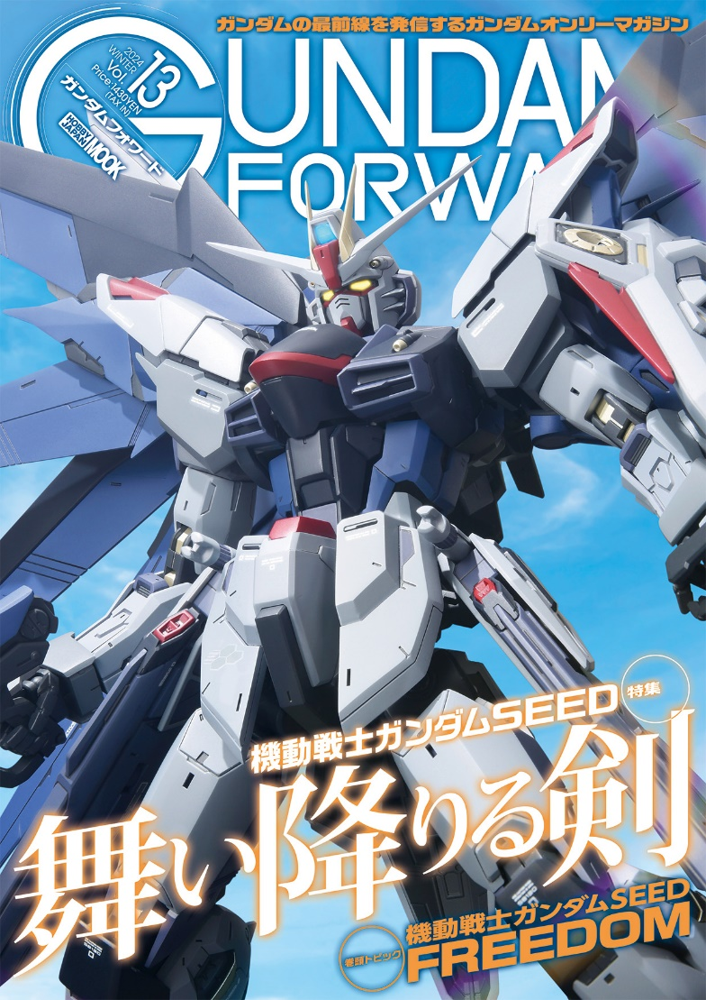 ガンダムの最前線を発信するガンダムオンリーマガジン
GUNDAM
FORWA
2024
WINTER
Vol. 13
Price:1430YEN
(TAX IN)
ガンダムフォワード
HOBBY
JAPAN
MOOK
機動戦士ガンダムSEED
特集
舞い降りる剣
巻頭トピック
機動戦士ガンダムSEED
FREEDOM